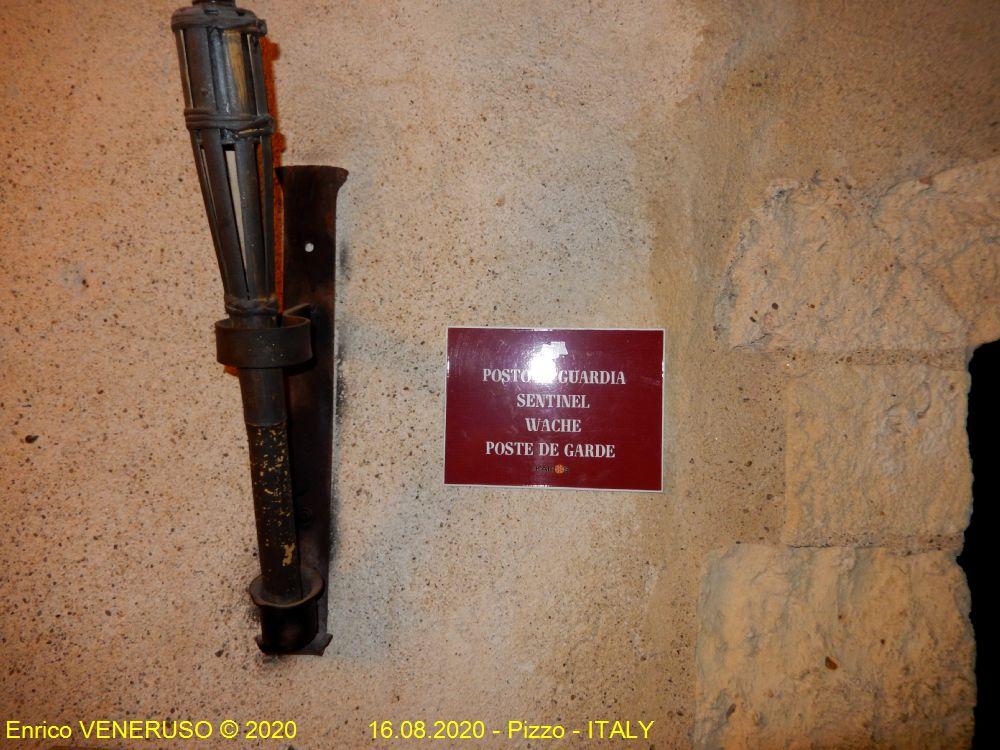 POSTO GUARDIA
SENTINEL
WACHE
POSTE DE GARDE
Enrico VENERUSO © 2020 16.08.2020 - Pizzo - ITALY